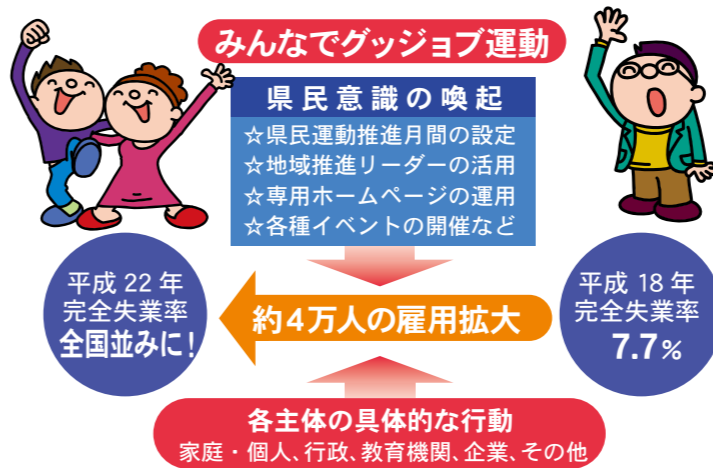 みんなでグッジョブ運動
県民意識の喚起
☆県民運動推進月間の設定
☆地域推進リーダーの活用
☆専用ホームページの運用
☆各種イベントの開催など
平成 22 年
完全失業率
全国並みに!
約4万人の雇用拡大
平成 18 年
完全失業率
7.7%
各主体の具体的な行動
家庭・個人、行政、教育機関、企業、その他